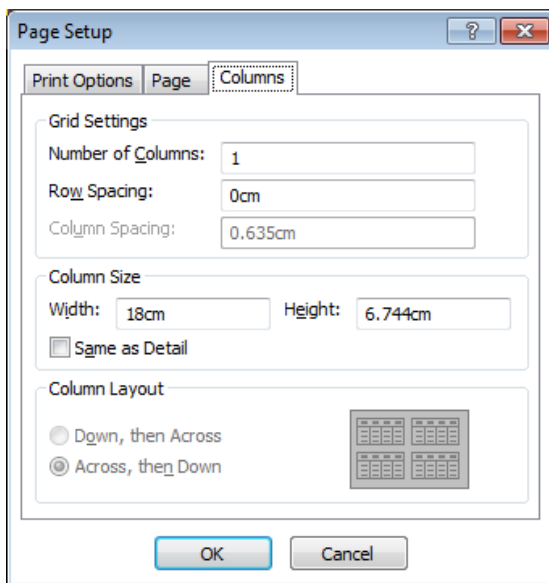 Page Setup
Print Options Page Columns
Grid Settings
Number of Columns: 1
Row Spacing: 0cm
Column Spacing: 0.635cm
Column Size
Width: 18cm Height: 6.744cm
Same as Detail
Column Layout
Down, then Across
Across, then Down
OK Cancel